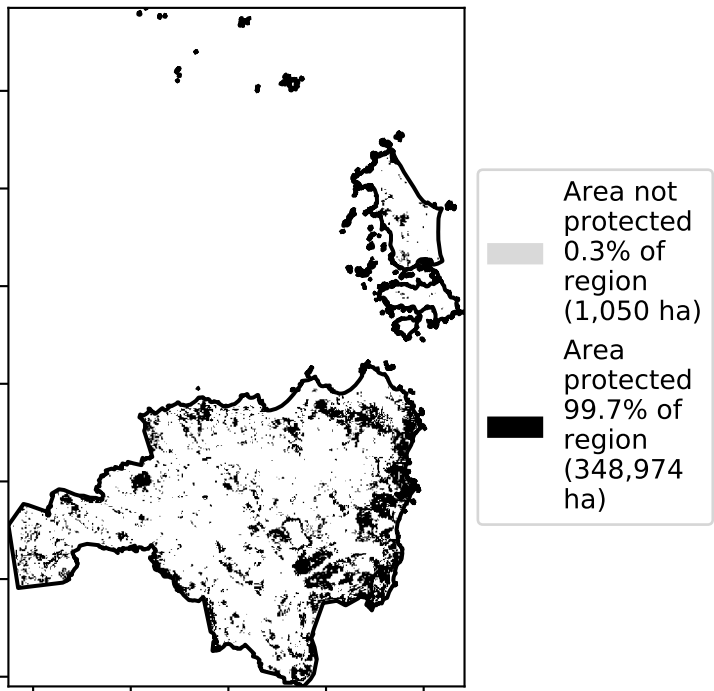 Area not
protected
0.3% of
region
(1,050 ha)
Area
protected
99.7% of
region
(348,974
ha)